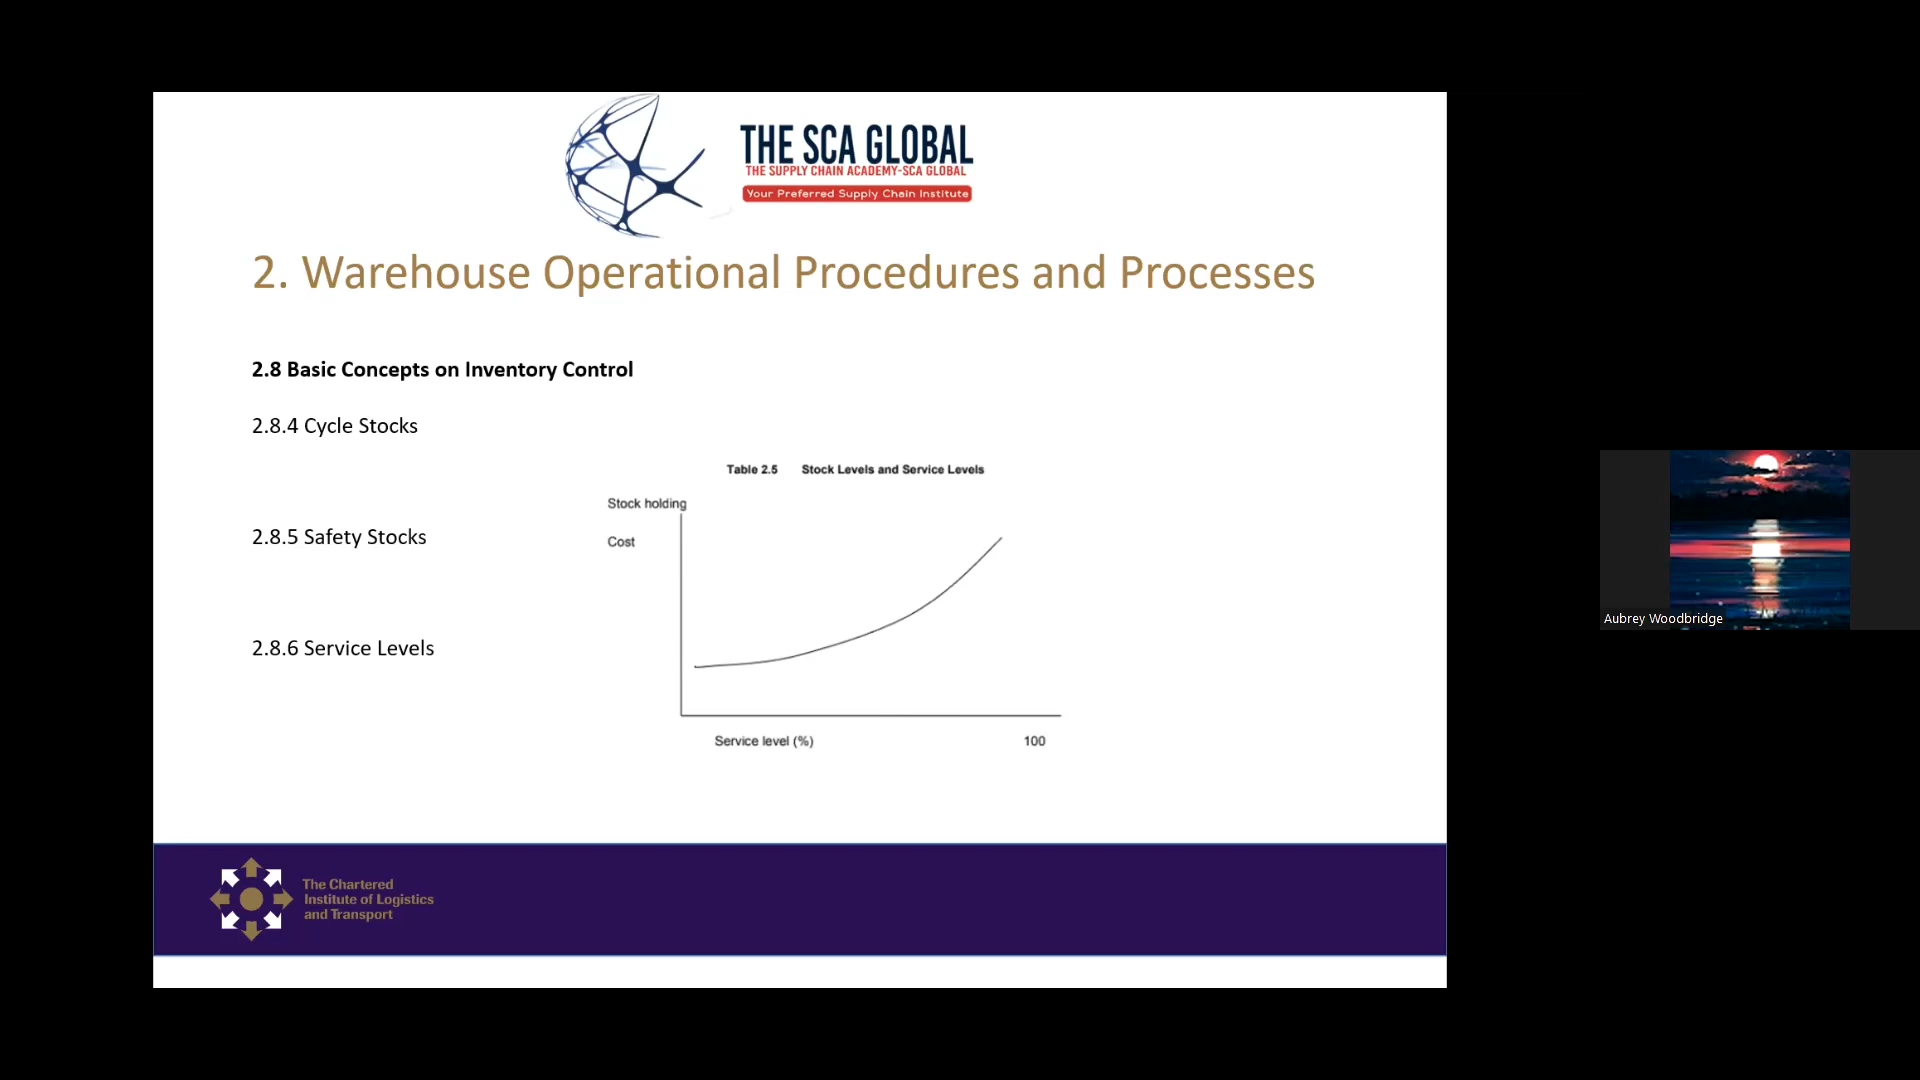 THE SCA GLOBAL
THE SUPPLY CHAIN ACADEMY-SCA GLOBAL
Your Preferred Supply Chain Institute
2. Warehouse Operational Procedures and Processes
2.8 Basic Concepts on Inventory Control
2.8.4 Cycle Stocks
2.8.5 Safety Stocks
2.8.6 Service Levels
Table 2.5 Stock Levels and Service Levels
Stock holding
Cost
Service level (%) 100
The Chartered
Institute of Logistics
and Transport
Aubrey Woodbridge